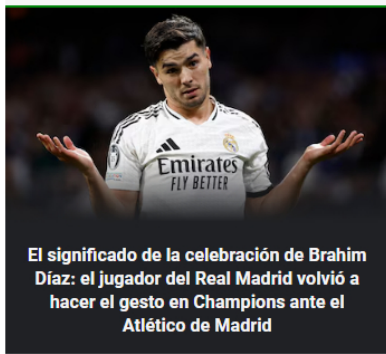 Emirates
FLY BETTER
El significado de la celebración de Brahim
Díaz: el jugador del Real Madrid volvió a
hacer el gesto en Champions ante el
Atlético de Madrid